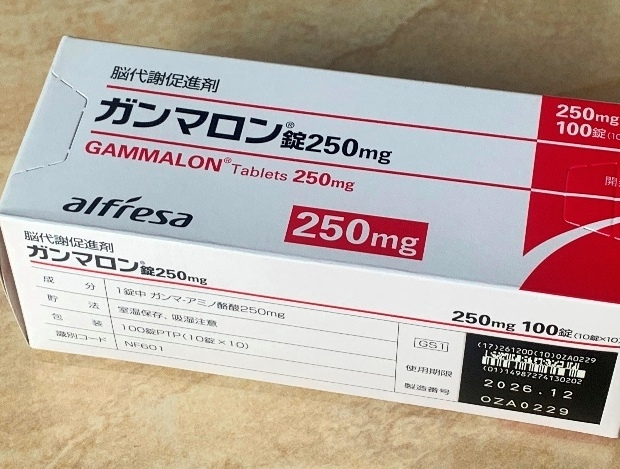 脳代謝促進剤
ガンマロン®錠250mg
GAMMALON® Tablets 250mg
alfresa
250mg
250mg
100錠(10
開
脳代謝促進剤
ガンマロン®錠250mg
250mg 100錠(10錠×10
成 分 1錠中 ガンマ-アミノ酪酸250mg
貯 法 室温保存、吸湿注意
包 装 100錠PTP(10錠×10)
識別コード NF601
GS1
使用期限
製造番号
(17)261200(10)OZA0229
(01)14987274130202
2026.12
OZA0229